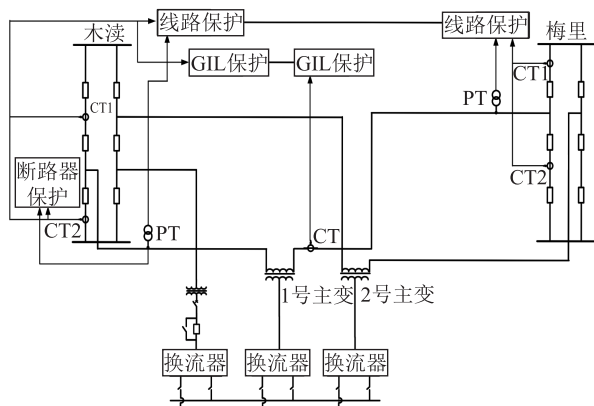 木渎
线路保护
线路保护
梅里
GIL保护
GIL保护
CT1
PT
CT1
断路器
保护
CT2
CT2
PT
CT
1号主变
2号主变
换流器
换流器
换流器